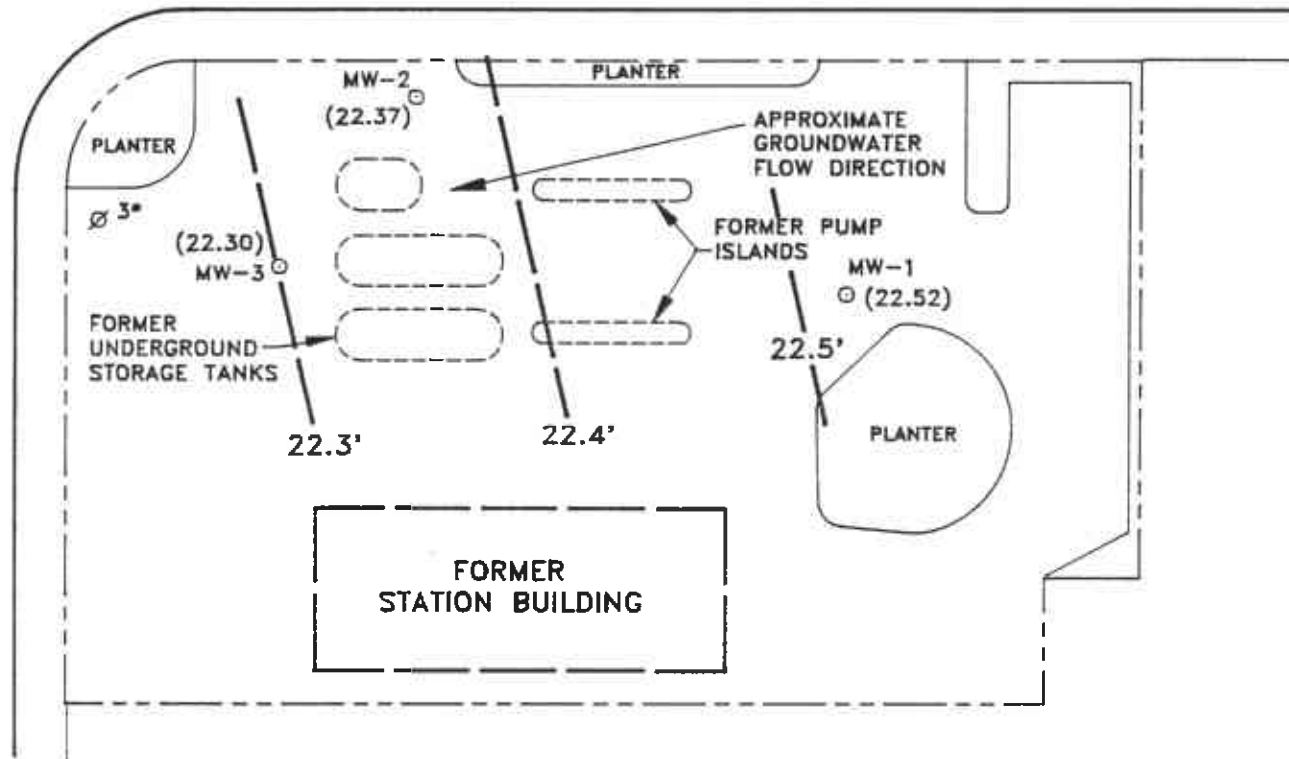 MW-2
(22.37)
PLANTER
PLANTER
APPROXIMATE
GROUNDWATER
FLOW DIRECTION
3*
(22.30)
MW-3
FORMER PUMP
ISLANDS
MW-1
(22.52)
FORMER
UNDERGROUND
STORAGE TANKS
22.3'
22.4'
22.5'
PLANTER
FORMER
STATION BUILDING